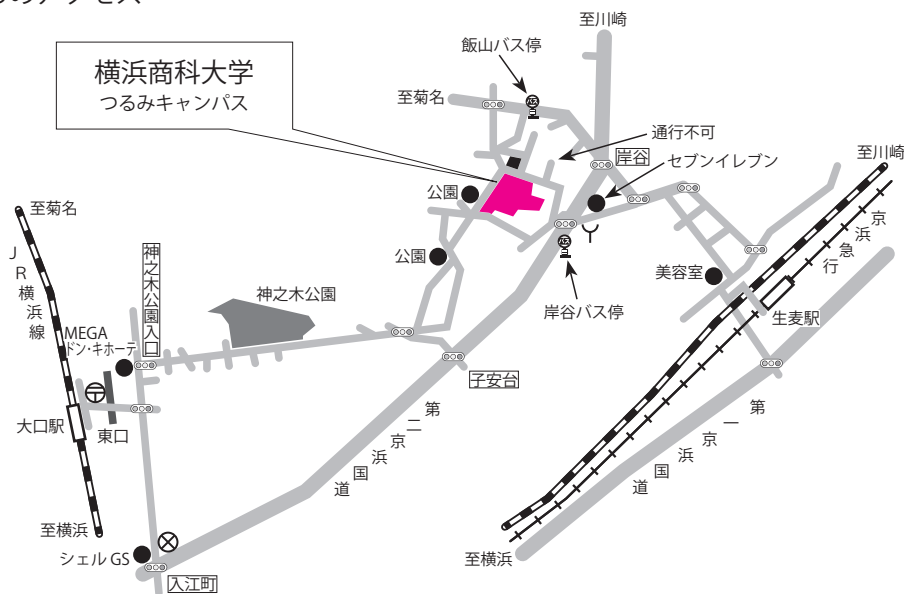 横浜商科大学
つるみキャンパス
至川崎
飯山バス停
至菊名
通行不可
岸谷
セブンイレブン
至川崎
公園
公園
岸谷バス停
美容室
京浜急行
生麦駅
至菊名
JR横浜線
神之木公園入口
神之木公園
MEGA
ドン・キホーテ
大口駅
東口
子安台
第二京浜国道
第一京浜国道
至横浜
シェル GS
入江町
至横浜